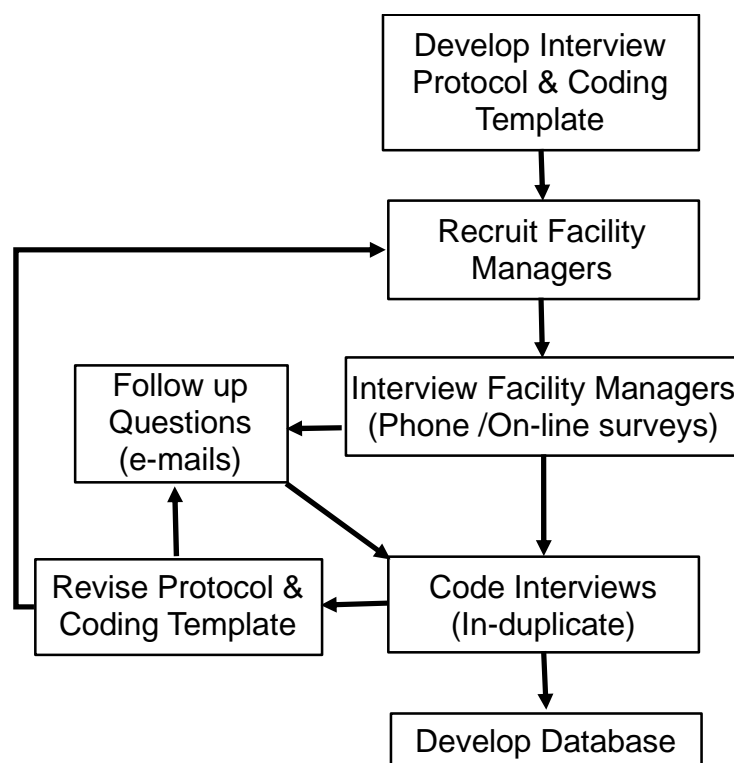 Develop Interview
Protocol & Coding
Template
Recruit Facility
Managers
Interview Facility Managers
(Phone /On-line surveys)
Follow up
Questions
(e-mails)
Code Interviews
(In-duplicate)
Revise Protocol &
Coding Template
Develop Database